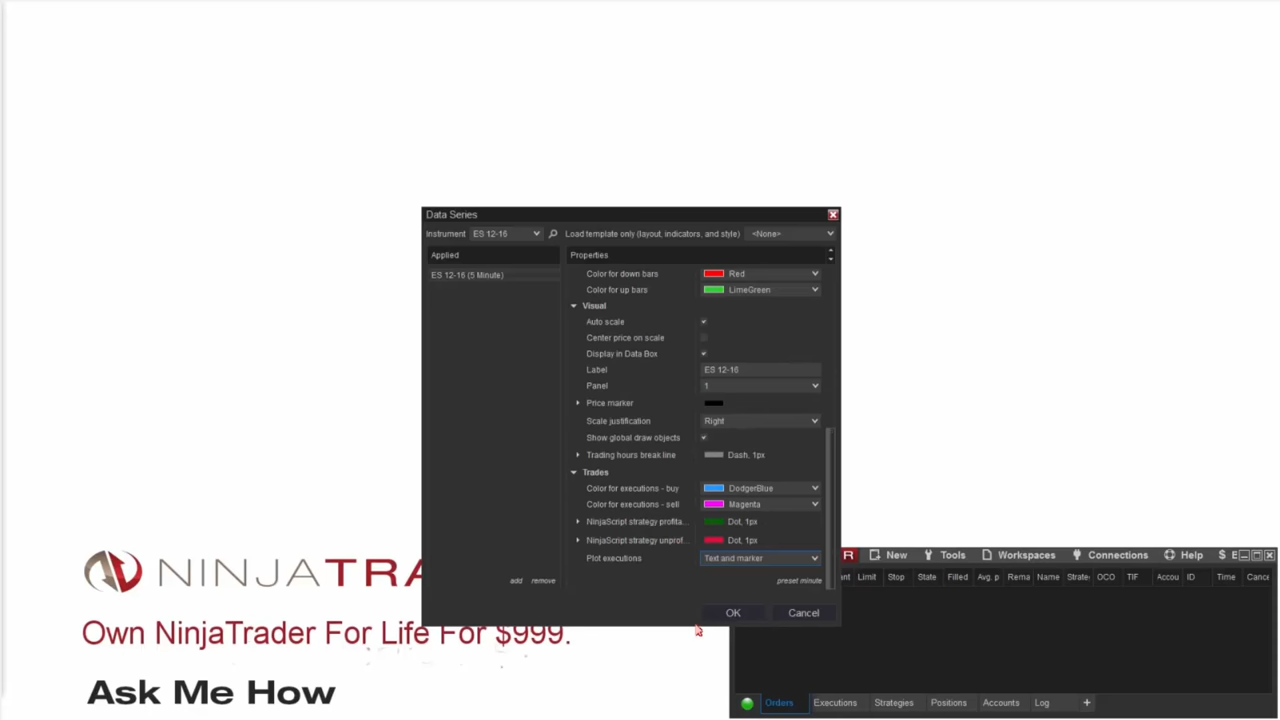 Data Series
Instrument ES 12-16 Load template only (layout, indicators, and style) <None>
Applied Properties
ES 12-16 (5 Minute)
Color for down bars Red
Color for up bars LimeGreen
Visual
Auto scale
Center price on scale
Display in Data Box
Label ES 12-16
Panel 1
Price marker
Scale justification Right
Show global draw objects
Trading hours break line Dash, 1px
Trades
Color for executions - buy DodgerBlue
Color for executions - sell Magenta
NinjaScript strategy profita... Dot, 1px
NinjaScript strategy unprof... Dot, 1px
Plot executions Text and marker
add remove preset minute
OK Cancel
R New Tools Workspaces Connections Help $ E
ant Limit Stop State Filled Avg. p Rema Name Strate OCO TIF Accou ID Time Cance
Orders Executions Strategies Positions Accounts Log +
NINJATRA
Own NinjaTrader For Life For $999.
Ask Me How